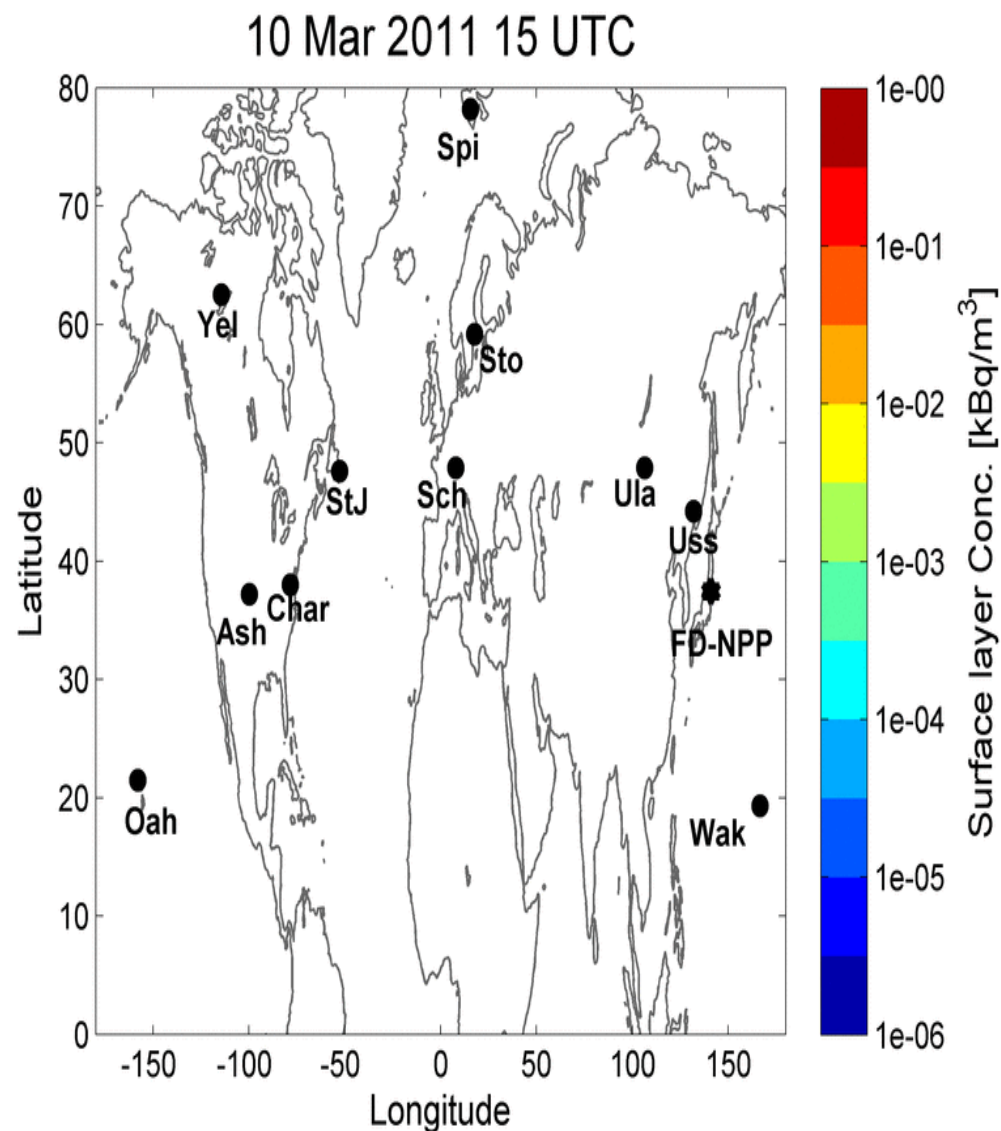 10 Mar 2011 15 UTC
80
70
60
50
40
30
20
10
0
Latitude
Spi
Yel
Sto
StJ
Sch
Ula
Uss
Char
Ash
FD-NPP
Oah
Wak
-150
-100
-50
0
50
100
150
Longitude
1e-00
1e-01
1e-02
1e-03
1e-04
1e-05
1e-06
Surface layer Conc. [kBq/m³]